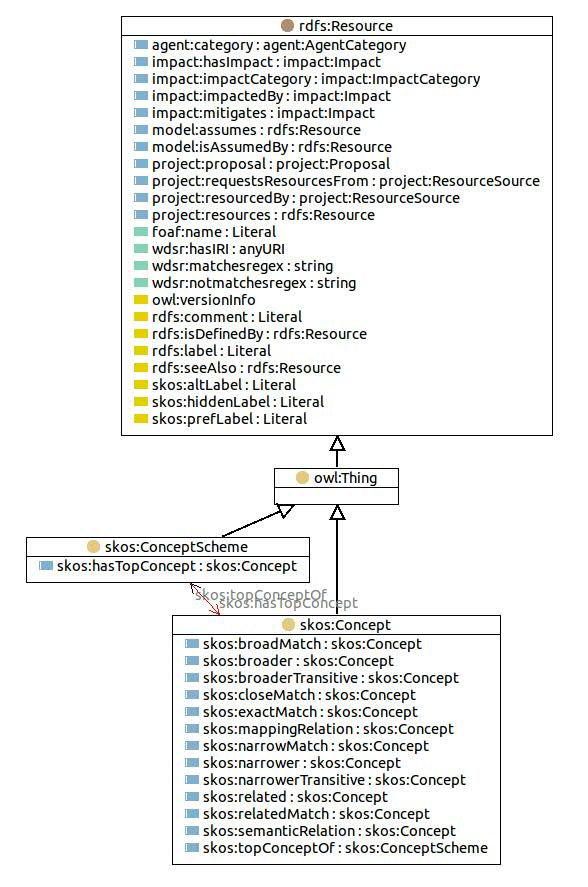 rdfs:Resource
agent:category : agent:AgentCategory
impact:hasImpact : impact:Impact
impact:impactCategory : impact:ImpactCategory
impact:impactedBy : impact:Impact
impact:mitigates : impact:Impact
model:assumes : rdfs:Resource
model:isAssumedBy : rdfs:Resource
project:proposal : project:Proposal
project:requestsResourcesFrom : project:ResourceSource
project:resourcedBy : project:ResourceSource
project:resources : rdfs:Resource
foaf:name : Literal
wdsr:hasIRI : anyURI
wdsr:matchesregex : string
wdsr:notmatchesregex : string
owl:versionInfo
rdfs:comment : Literal
rdfs:isDefinedBy : rdfs:Resource
rdfs:label : Literal
rdfs:seeAlso : rdfs:Resource
skos:altLabel : Literal
skos:hiddenLabel : Literal
skos:prefLabel : Literal
owl:Thing
skos:ConceptScheme
skos:hasTopConcept : skos:Concept
skos:topConceptOf
skos:hasTopConcept
skos:Concept
skos:broadMatch : skos:Concept
skos:broader : skos:Concept
skos:broaderTransitive : skos:Concept
skos:closeMatch : skos:Concept
skos:exactMatch : skos:Concept
skos:mappingRelation : skos:Concept
skos:narrowMatch : skos:Concept
skos:narrower : skos:Concept
skos:narrowerTransitive : skos:Concept
skos:related : skos:Concept
skos:relatedMatch : skos:Concept
skos:semanticRelation : skos:Concept
skos:topConceptOf : skos:ConceptScheme